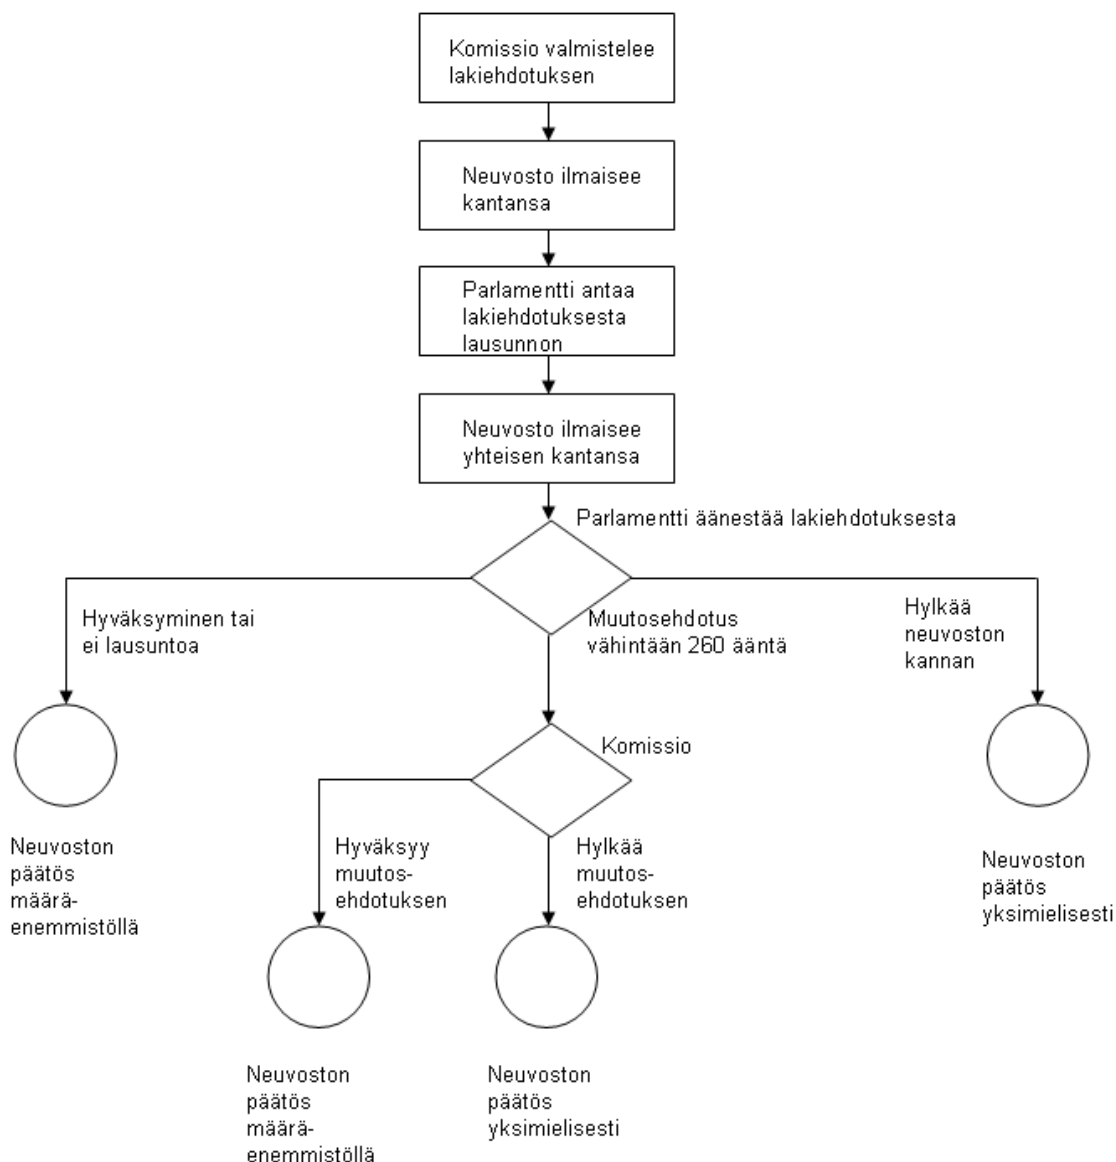 Komissio valmistelee
lakiehdotuksen
Neuvosto ilmaisee
kantansa
Parlamentti antaa
lakiehdotuksesta
lausunnon
Neuvosto ilmaisee
yhteisen kantansa
Parlamentti äänestää lakiehdotuksesta
Hyväksyminen tai
ei lausuntoa
Muutosehdotus
vähintään 260 ääntä
Hylkää
neuvoston
kannan
Neuvoston
päätös
määrä-
enemmistöllä
Komissio
Hyväksyy
muutos-
ehdotuksen
Hylkää
muutos-
ehdotuksen
Neuvoston
päätös
yksimielisesti
Neuvoston
päätös
määrä-
enemmistöllä
Neuvoston
päätös
yksimielisesti